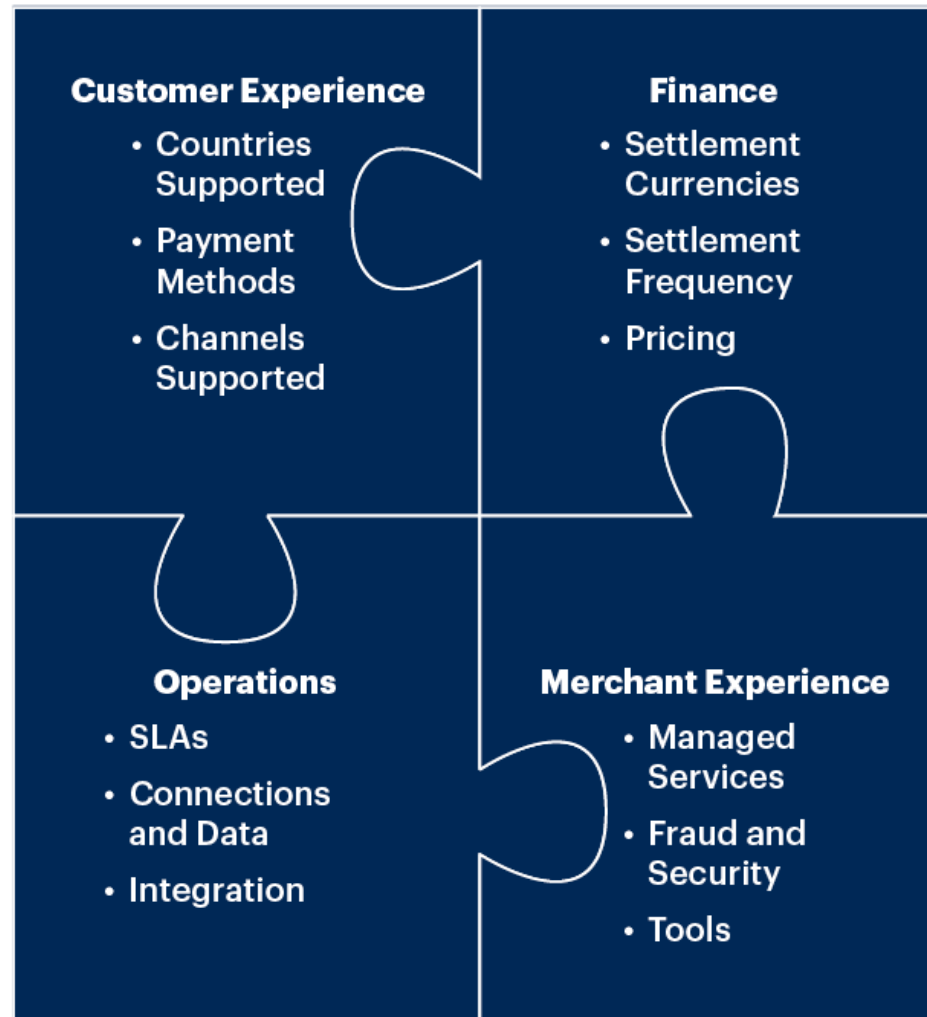 Customer Experience
• Countries
Supported
• Payment
Methods
• Channels
Supported
Finance
• Settlement
Currencies
• Settlement
Frequency
• Pricing
Operations
• SLAs
• Connections
and Data
• Integration
Merchant Experience
• Managed
Services
• Fraud and
Security
• Tools